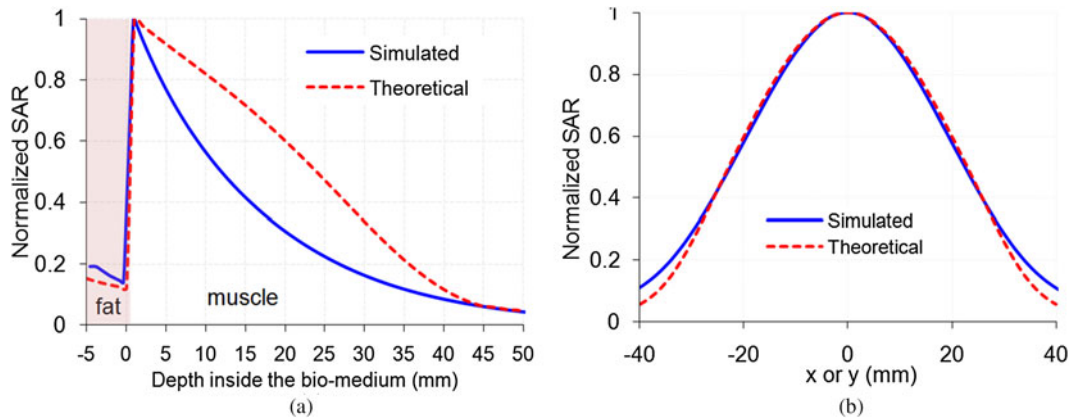 1
0.8
0.6
0.4
0.2
0
Normalized SAR
Simulated
Theoretical
fat
muscle
-5 0 5 10 15 20 25 30 35 40 45 50
Depth inside the bio-medium (mm)
(a)
1
0.8
0.6
0.4
0.2
0
Normalized SAR
Simulated
Theoretical
-40 -20 0 20 40
x or y (mm)
(b)